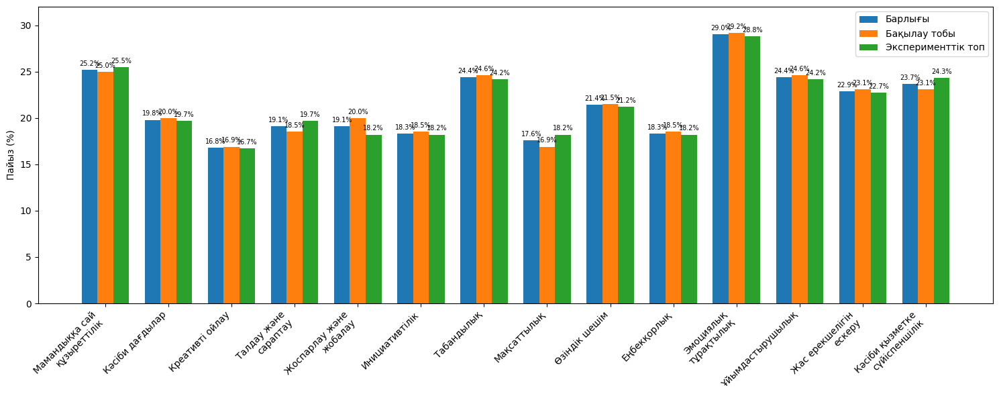 Барлығы
Бақылау тобы
Эксперименттік топ
Пайыз (%)
30
25
20
15
10
5
0
25.2% 25.0% 25.5%
19.8% 20.0% 19.7%
16.8% 16.9% 16.7%
19.1% 18.5% 19.7%
19.1% 20.0% 18.2%
18.3% 18.5% 18.2%
24.4% 24.6% 24.2%
17.6% 16.9% 18.2%
21.4% 21.5% 21.2%
18.3% 18.5% 18.2%
29.0% 29.2% 28.8%
24.4% 24.6% 24.2%
22.9% 23.1% 22.7%
23.7% 23.1% 24.3%
Мамандыққа сай
құзыреттілік
Кәсіби дағдылар
Креативті ойлау
Талдау және
сараптау
Жоспарлау және
жобалау
Инициативтілік
Табандылық
Мақсаттылық
Өзіндік шешім
Еңбекқорлық
Эмоциялық
тұрақтылық
Ұйымдастырушылық
Жас ерекшелігін
ескеру
Кәсіби қызметке
сүйіспеншілік